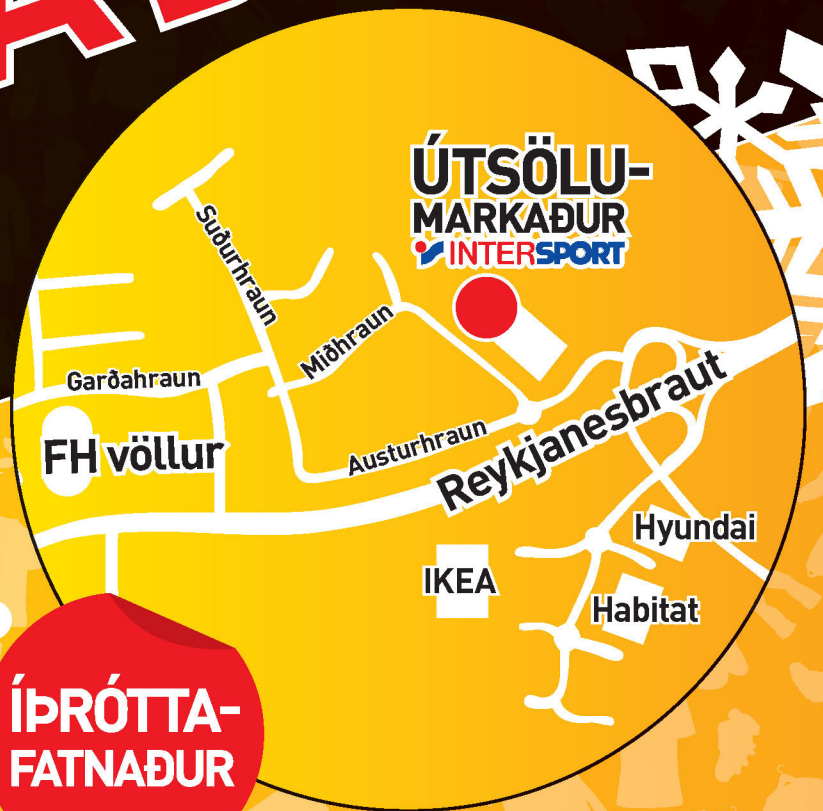 ÚTSÖLU-
MARKAÐUR
INTERSPORT
Suðurhraun
Miðhraun
Garðahraun
FH völlur
Austurhraun
Reykjanesbraut
Hyundai
IKEA
Habitat
ÍÞRÓTTA-
FATNAÐUR